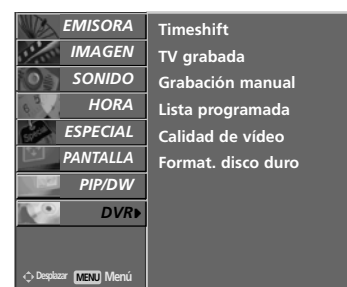 EMISORA
IMAGEN
SONIDO
HORA
ESPECIAL
PANTALLA
PIP/DW
DVR
Timeshift
TV grabada
Grabación manual
Lista programada
Calidad de vídeo
Format. disco duro
Desplazar MENU Menú